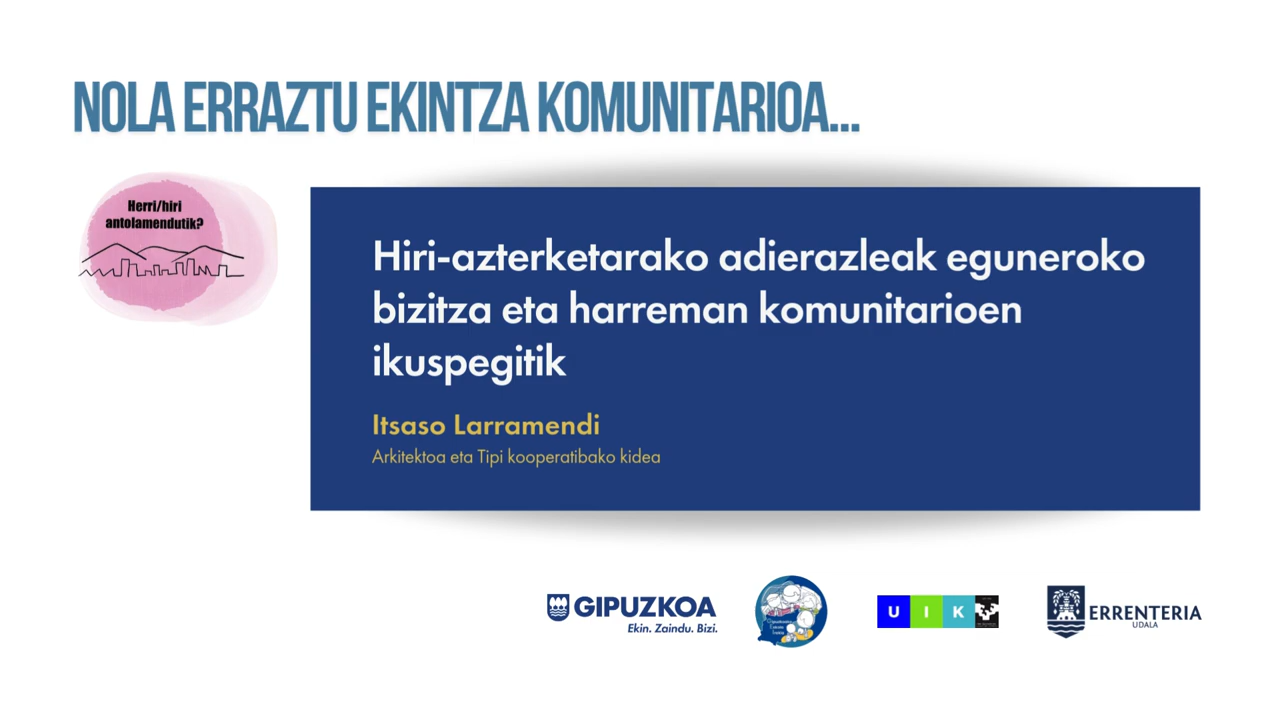 NOLA ERRAZTU EKINTZA KOMUNITARIOA...
Herri/hiri
antolamendutik?
Hiri-azterketarako adierazleak eguneroko
bizitza eta harreman komunitarioen
ikuspegitik
Itsaso Larramendi
Arkitektoa eta Tipi kooperatibako kidea
GIPUZKOA
Ekin. Zaindu. Bizi.
U I K
ERRENTERIA
UDALA